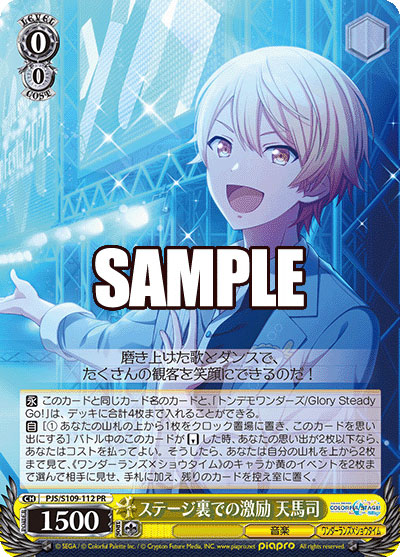 LEVEL
0
0
COST
SAMPLE
磨き上げた歌とダンスで、
たくさんの観客を笑顔にできるのだ！
永 このカードと同じカード名のカードと、「トンデモワンダーズ/Glory Steady
Go!」は、デッキに合計4枚まで入れることができる。
自 [① あなたの山札の上から1枚をクロック置場に置き、このカードを思い
出にする] バトル中のこのカードが【】した時、あなたの思い出が2枚以下なら、
あなたはコストを払ってよい。そうしたら、あなたは自分の山札の上から3枚
まで見て、《ワンダーランズ×ショウタイム》のキャラか黄のイベントを2枚ま
で選んで相手に見せ、手札に加え、残りのカードを控え室に置く。
CH PJS/S109-112 PR
ステージ裏での激励 天馬司
POWER
1500
音楽
ワンダーランズ×ショウタイム
© SEGA / © Colorful Palette Inc. / © Crypton Future Media, INC. www.piapro.net piapro